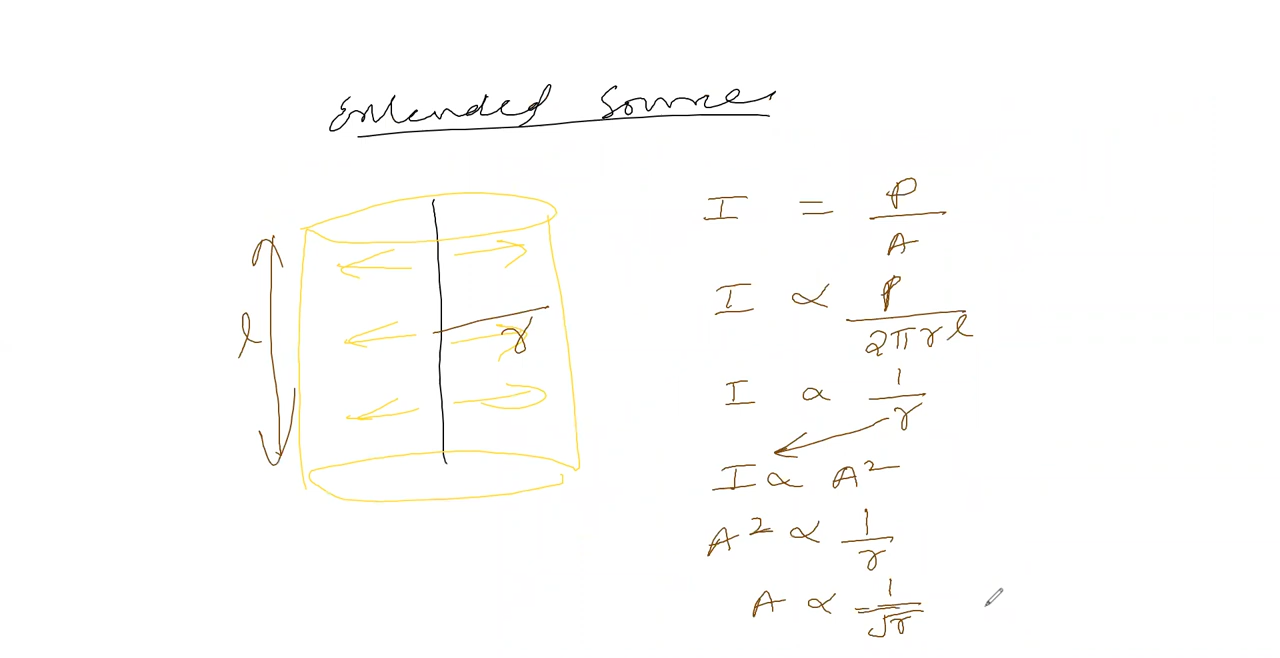 Extended Source
l
r
I = P/A
I ∝ P/2πrl
I ∝ 1/r
I ∝ A²
A² ∝ 1/r
A ∝ 1/√r